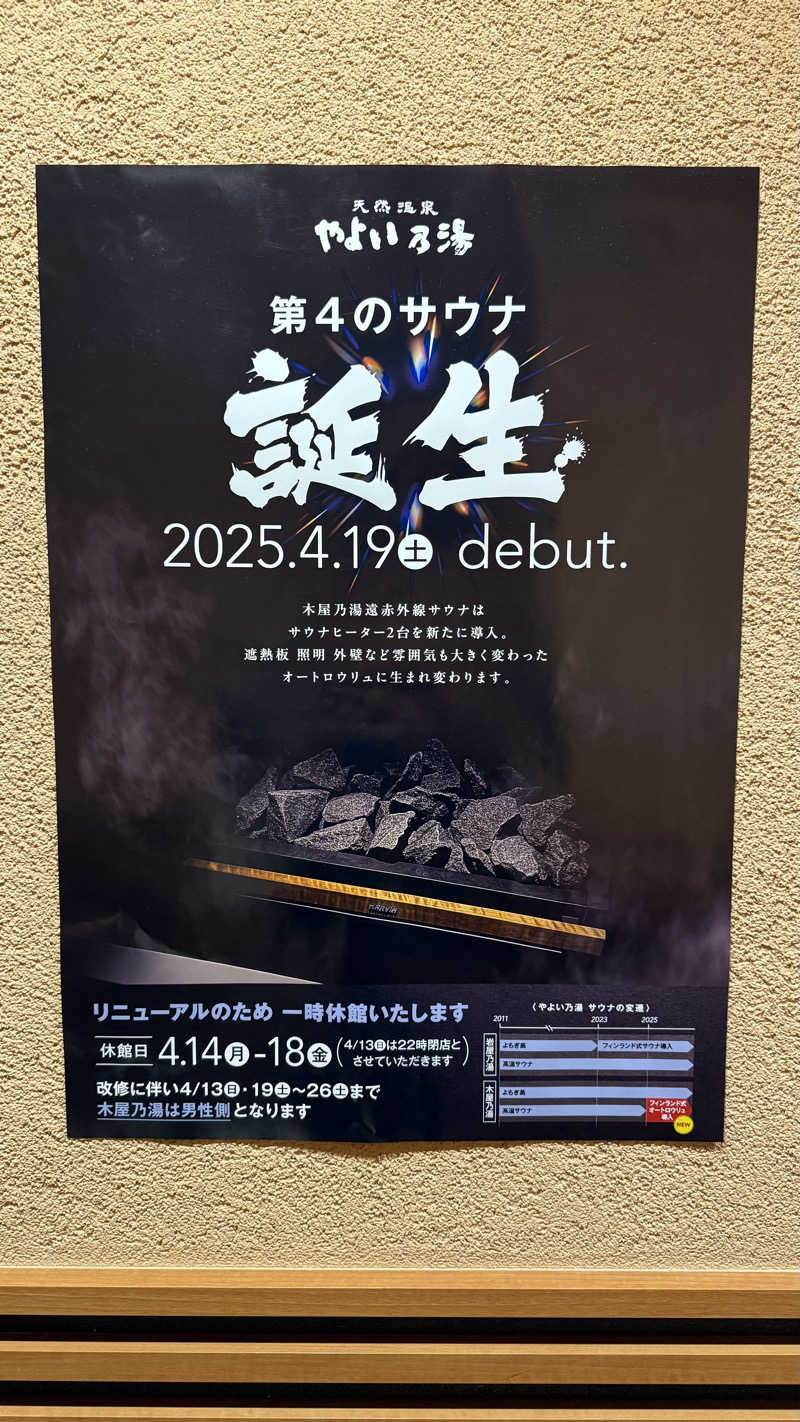 天然温泉
やよい乃湯
第4のサウナ
誕生
2025.4.19土 debut.
木屋乃湯遠赤外線サウナは
サウナヒーター2台を新たに導入。
遮熱板 照明 外壁など雰囲気も大きく変わった
オートロウリュに生まれ変わります。
HARVIA
リニューアルのため 一時休館いたします
休館日 4.14月-18金 (4/13日は22時閉店とさせていただきます)
改修に伴い4/13日・19土～26土まで
木屋乃湯は男性側となります
〈やよい乃湯 サウナの変遷〉
2011 2023 2025
岩屋乃湯
よもぎ蒸 フィンランド式サウナ導入
高温サウナ
木屋乃湯
よもぎ蒸
高温サウナ
フィンランド式
オートロウリュ
導入
NEW